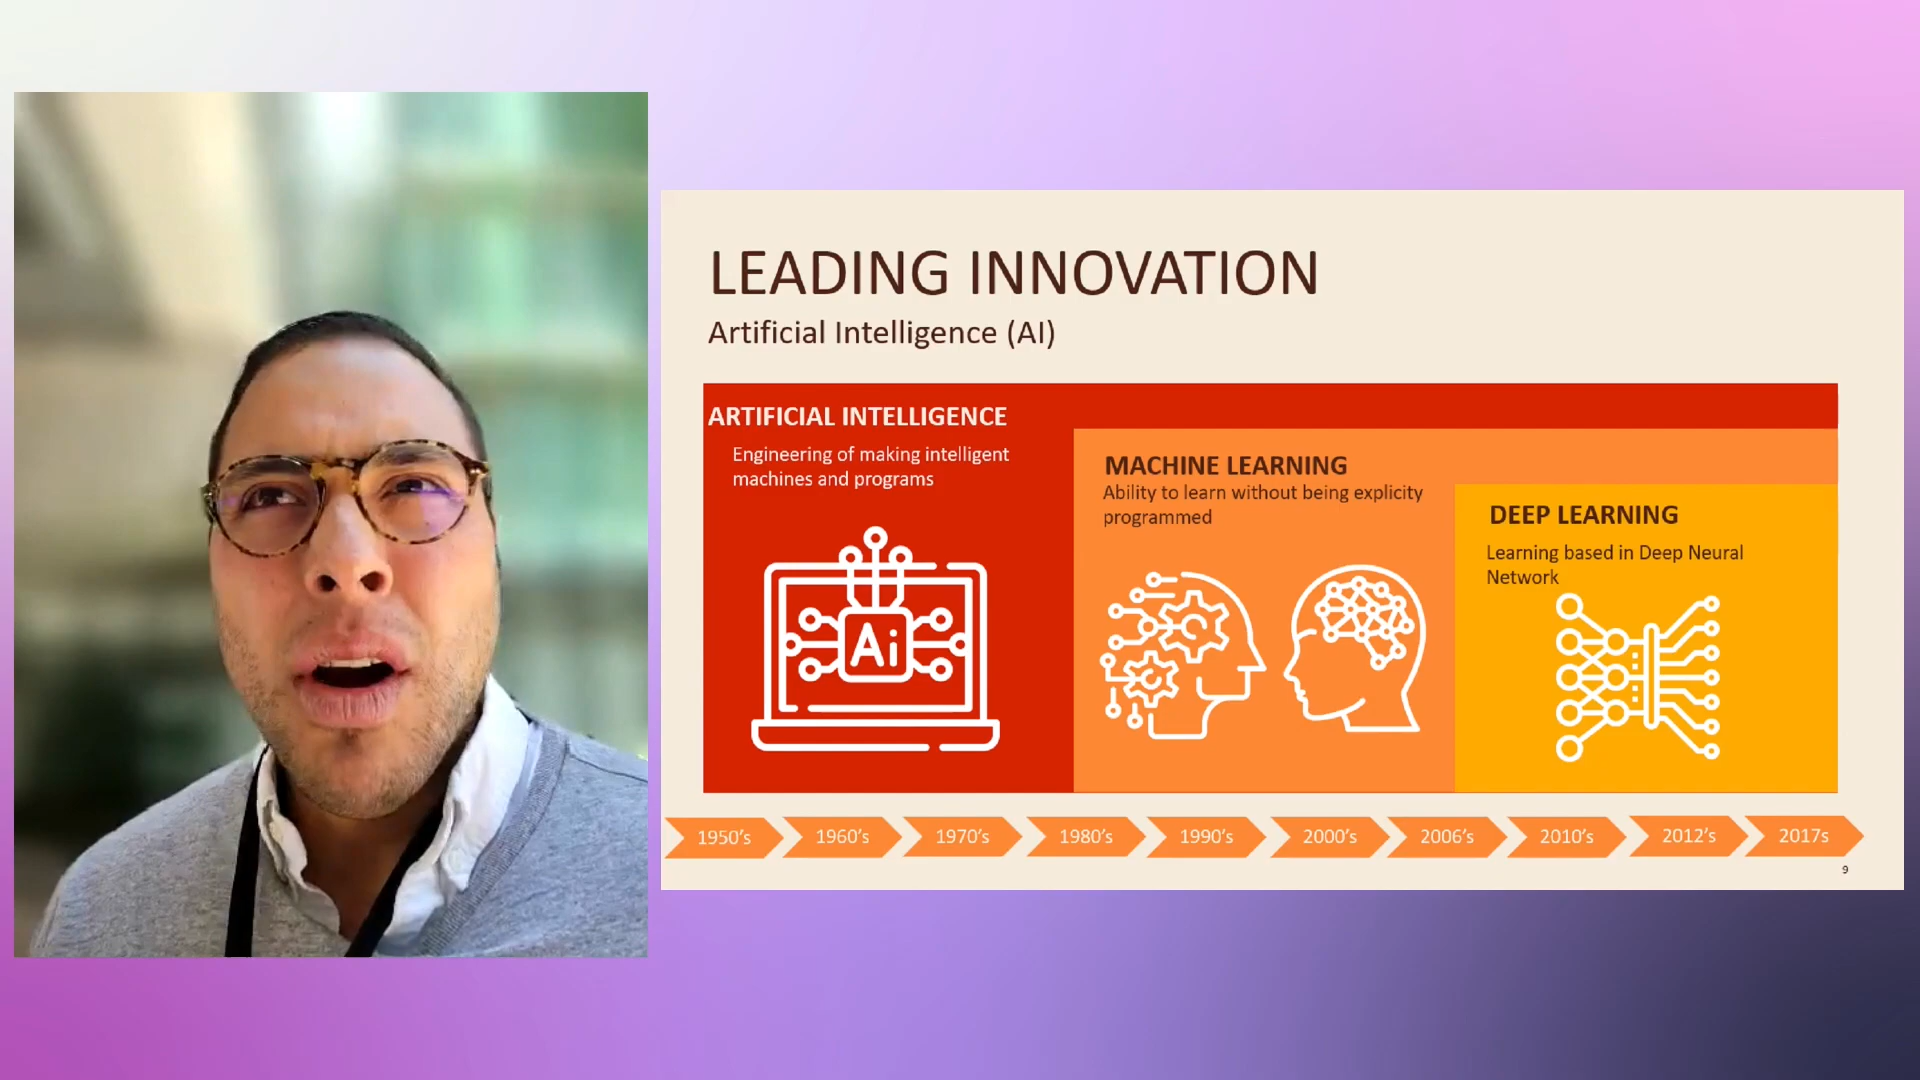 LEADING INNOVATION
Artificial Intelligence (AI)
ARTIFICIAL INTELLIGENCE
Engineering of making intelligent
machines and programs
Ai
MACHINE LEARNING
Ability to learn without being explicity
programmed
DEEP LEARNING
Learning based in Deep Neural
Network
1950's 1960's 1970's 1980's 1990's 2000's 2006's 2010's 2012's 2017s
9